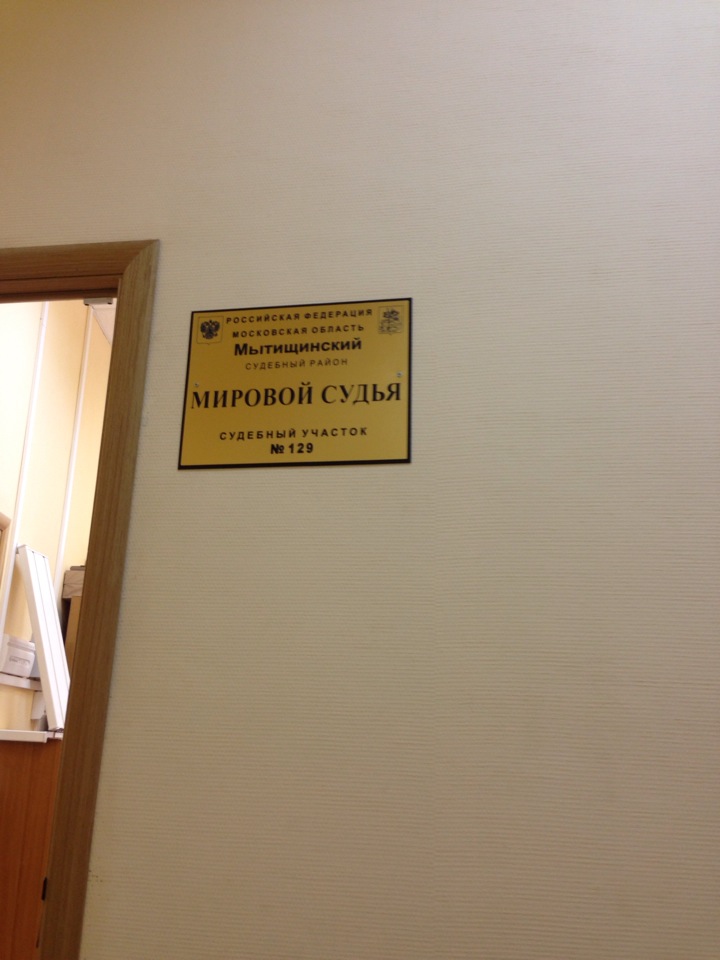 РОССИЙСКАЯ ФЕДЕРАЦИЯ
МОСКОВСКАЯ ОБЛАСТЬ
Мытищинский
СУДЕБНЫЙ РАЙОН
МИРОВОЙ СУДЬЯ
СУДЕБНЫЙ УЧАСТОК
№ 129